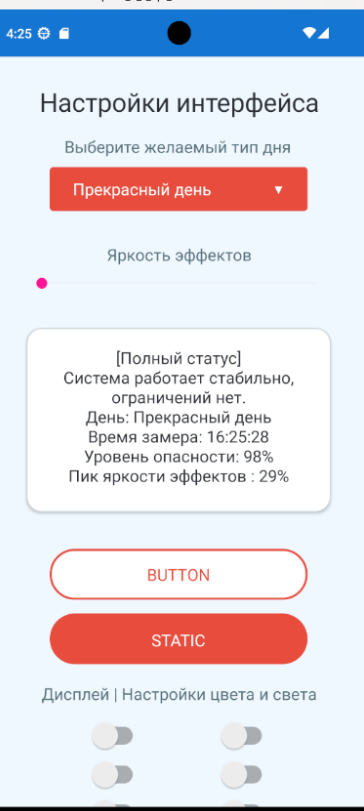 4:25
Настройки интерфейса
Выберите желаемый тип дня
Прекрасный день ▼
Яркость эффектов
[Полный статус]
Система работает стабильно,
ограничений нет.
День: Прекрасный день
Время замера: 16:25:28
Уровень опасности: 98%
Пик яркости эффектов : 29%
BUTTON
STATIC
Дисплей | Настройки цвета и света